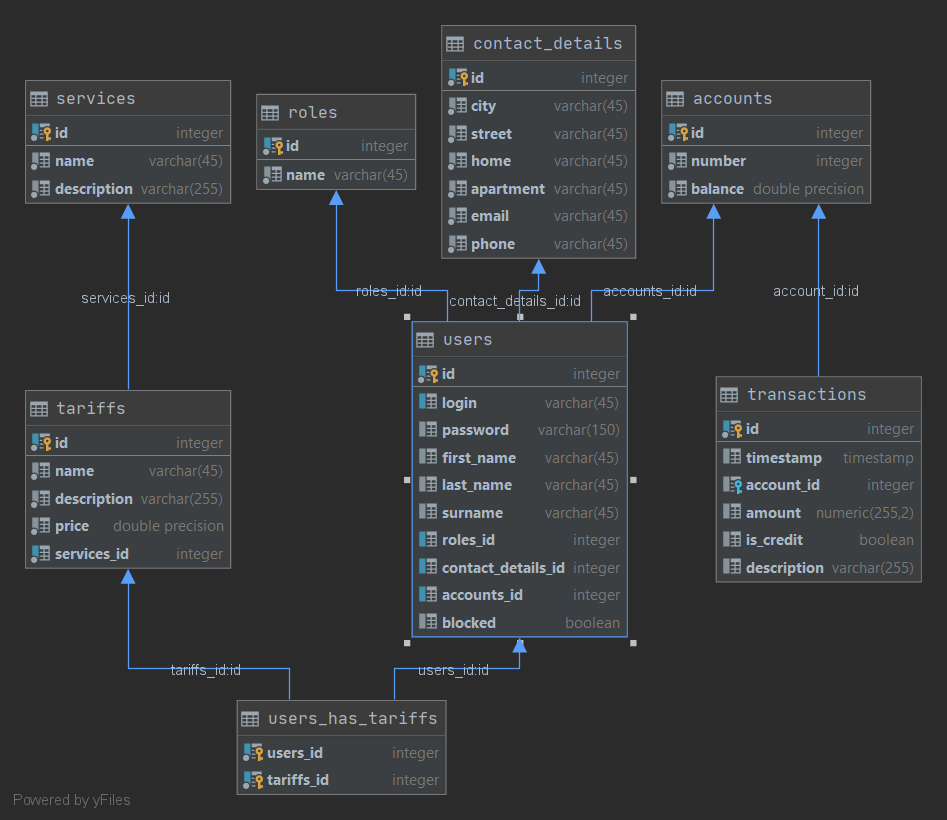 contact_details
id integer
city varchar(45)
street varchar(45)
home varchar(45)
apartment varchar(45)
email varchar(45)
phone varchar(45)
services
id integer
name varchar(45)
description varchar(255)
roles
id integer
name varchar(45)
accounts
id integer
number integer
balance double precision
services_id:id
roles_id:id
contact_details_id:id
accounts_id:id
account_id:id
users
id integer
login varchar(45)
password varchar(150)
first_name varchar(45)
last_name varchar(45)
surname varchar(45)
roles_id integer
contact_details_id integer
accounts_id integer
blocked boolean
tariffs
id integer
name varchar(45)
description varchar(255)
price double precision
services_id integer
transactions
id integer
timestamp timestamp
account_id integer
amount numeric(255,2)
is_credit boolean
description varchar(255)
tariffs_id:id
users_id:id
users_has_tariffs
users_id integer
tariffs_id integer
Powered by yFiles